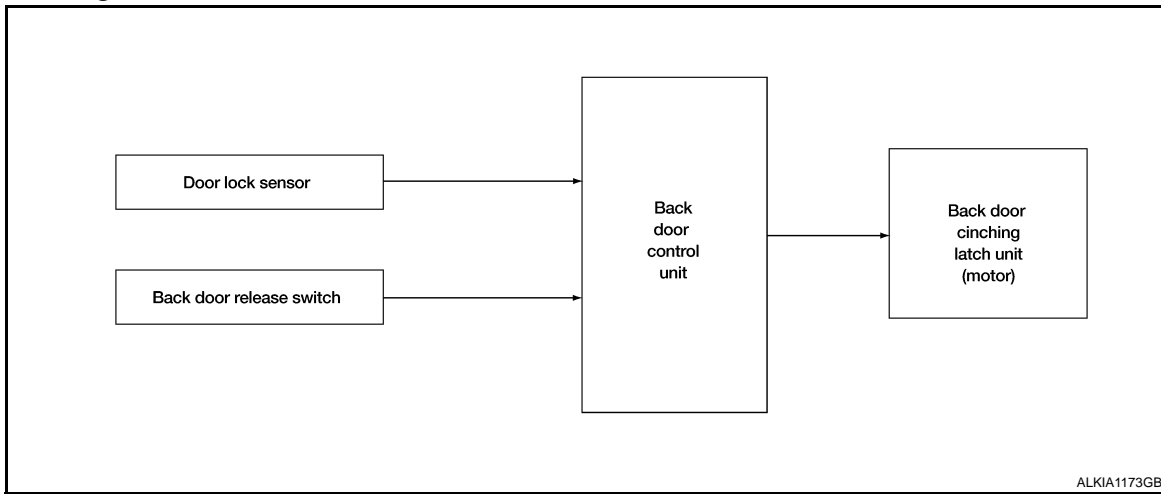 Door lock sensor
Back door release switch
Back
door
control
unit
Back door
cinching
latch unit
(motor)
ALKIA1173GB